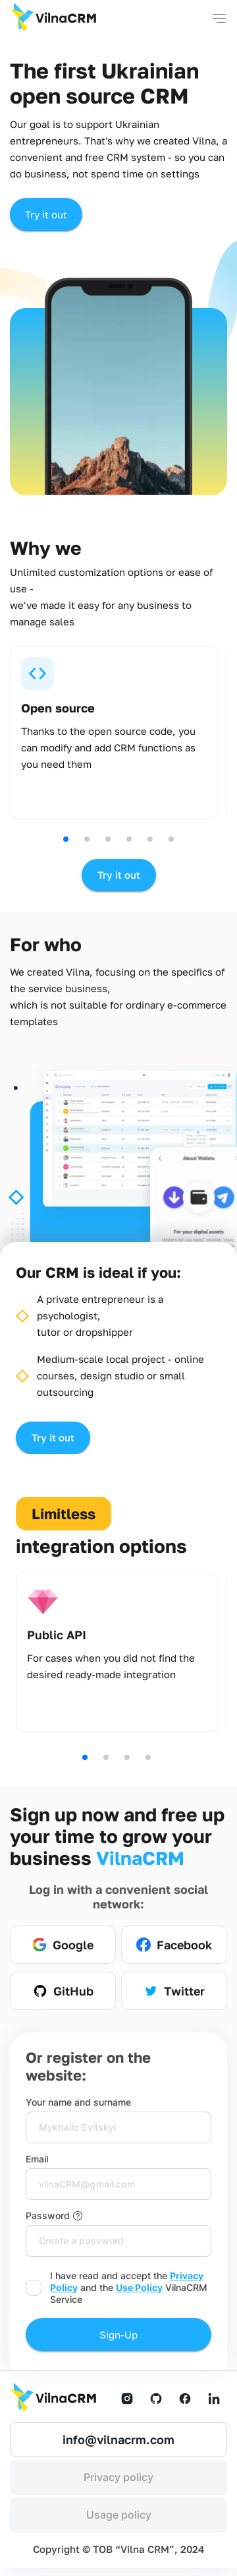 VilnaCRM
The first Ukrainian
open source CRM
Our goal is to support Ukrainian
entrepreneurs. That's why we created Vilna, a
convenient and free CRM system - so you can
do business, not spend time on settings
Try it out
Why we
Unlimited customization options or ease of
use -
we've made it easy for any business to
manage sales
Open source
Thanks to the open source code, you
can modify and add CRM functions as
you need them
Try it out
For who
We created Vilna, focusing on the specifics of
the service business,
which is not suitable for ordinary e-commerce
templates
About Wallets
For your digital assets
Our CRM is ideal if you:
A private entrepreneur is a
psychologist,
tutor or dropshipper
Medium-scale local project - online
courses, design studio or small
outsourcing
Try it out
Limitless
integration options
Public API
For cases when you did not find the
desired ready-made integration
Sign up now and free up
your time to grow your
business VilnaCRM
Log in with a convenient social
network:
Google
Facebook
GitHub
Twitter
Or register on the
website:
Your name and surname
Mykhailo Svitskyi
Email
vilnaCRM@gmail.com
Password
Create a password
I have read and accept the Privacy
Policy and the Use Policy VilnaCRM
Service
Sign-Up
VilnaCRM
info@vilnacrm.com
Privacy policy
Usage policy
Copyright © ТОВ “Vilna CRM”, 2024